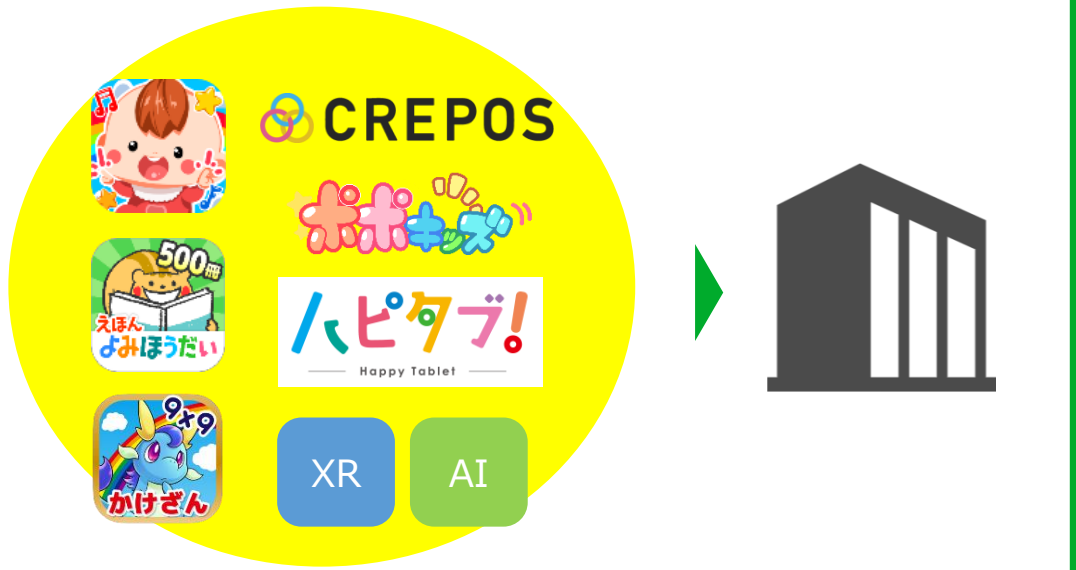 CREPOS
ポポキッズ
500冊
えほん
よみほうだい
ハピタブ!
Happy Tablet
9×9
かけざん
XR
AI